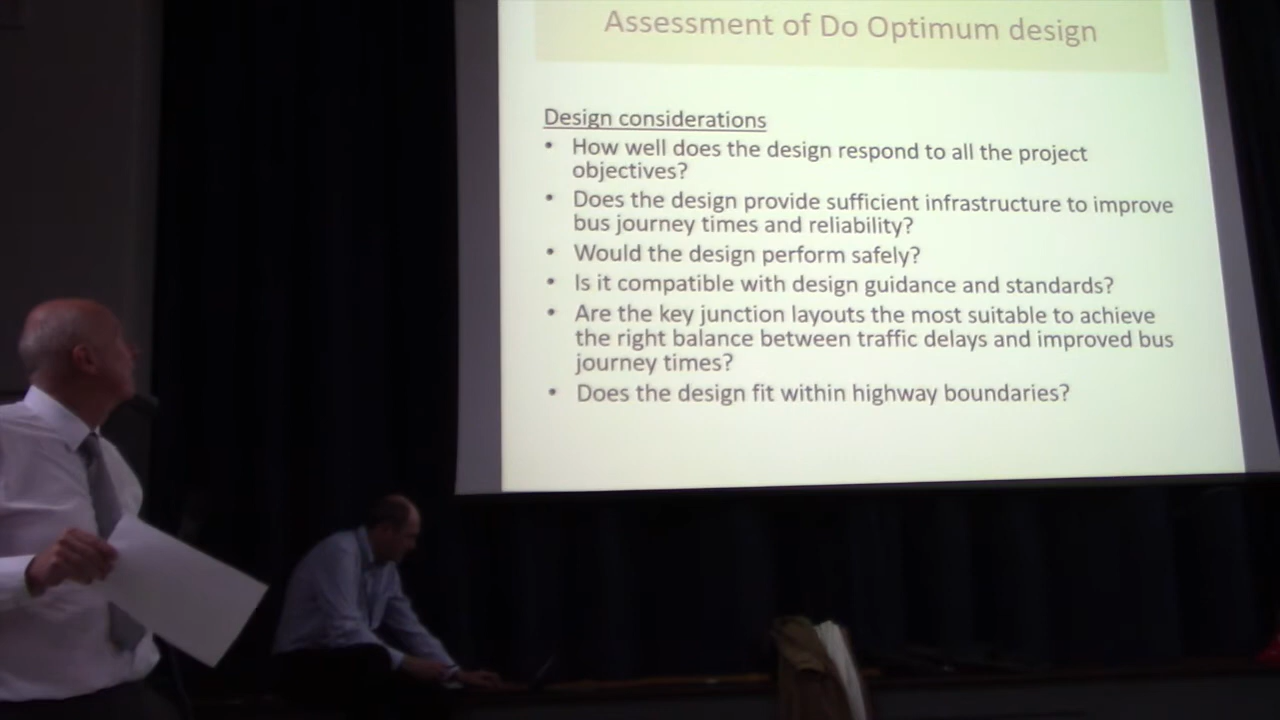 Assessment of Do Optimum design
Design considerations
• How well does the design respond to all the project
objectives?
• Does the design provide sufficient infrastructure to improve
bus journey times and reliability?
• Would the design perform safely?
• Is it compatible with design guidance and standards?
• Are the key junction layouts the most suitable to achieve
the right balance between traffic delays and improved bus
journey times?
• Does the design fit within highway boundaries?